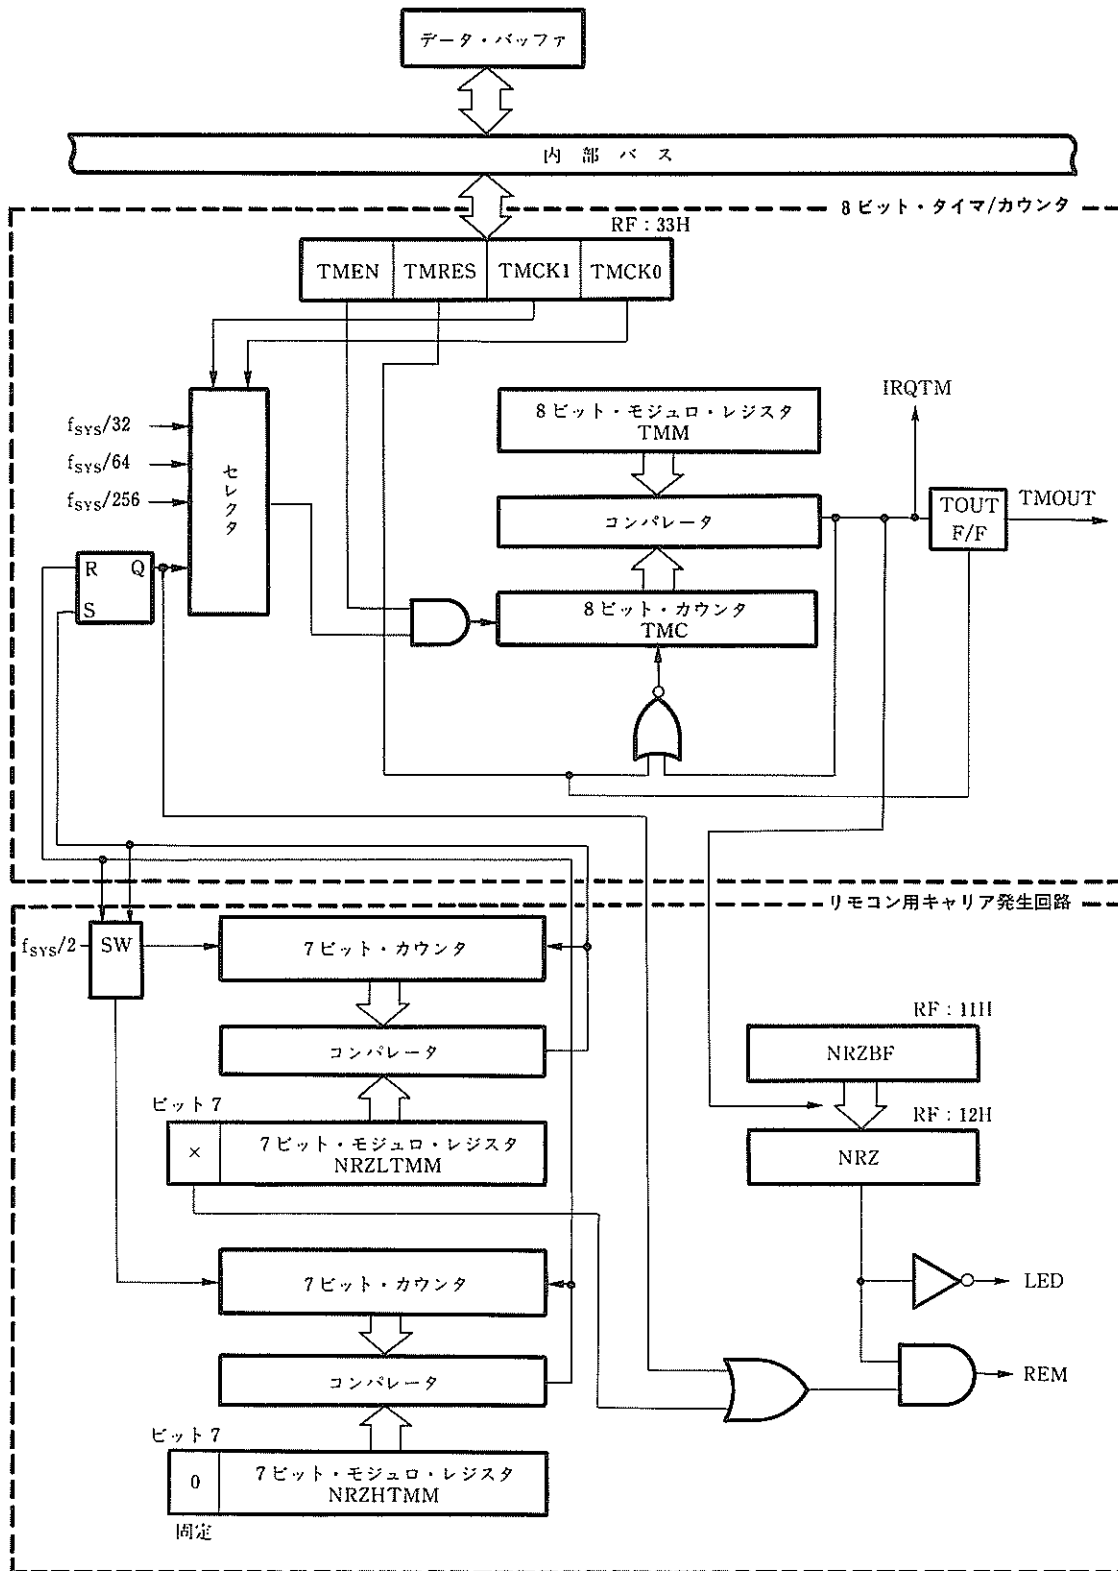 データ・バッファ
内部バス
8ビット・タイマ/カウンタ
RF：33H
TMEN TMRES TMCK1 TMCK0
8ビット・モジュロ・レジスタ
TMM
IRQTM
fSYS/32
fSYS/64
fSYS/256
セレクタ
コンパレータ
TOUT
F/F
TMOUT
R Q
S
8ビット・カウンタ
TMC
リモコン用キャリア発生回路
fSYS/2
SW
7ビット・カウンタ
コンパレータ
ビット7
×
7ビット・モジュロ・レジスタ
NRZLTMM
RF：11H
NRZBF
RF：12H
NRZ
7ビット・カウンタ
LED
コンパレータ
REM
ビット7
0
7ビット・モジュロ・レジスタ
NRZHTMM
固定